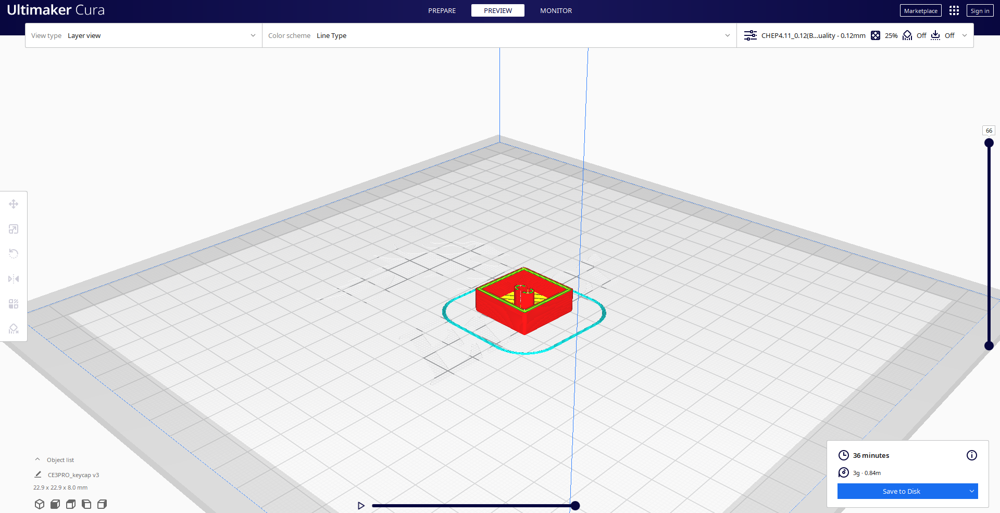 Ultimaker Cura
PREPARE
PREVIEW
MONITOR
Marketplace
Sign in
View type Layer view
Color scheme Line Type
CHEP4.11_0.12(B...uality - 0.12mm 25% Off Off
66
Object list
CE3PRO_keycap v3
22.9 x 22.9 x 8.0 mm
36 minutes
3g · 0.84m
Save to Disk